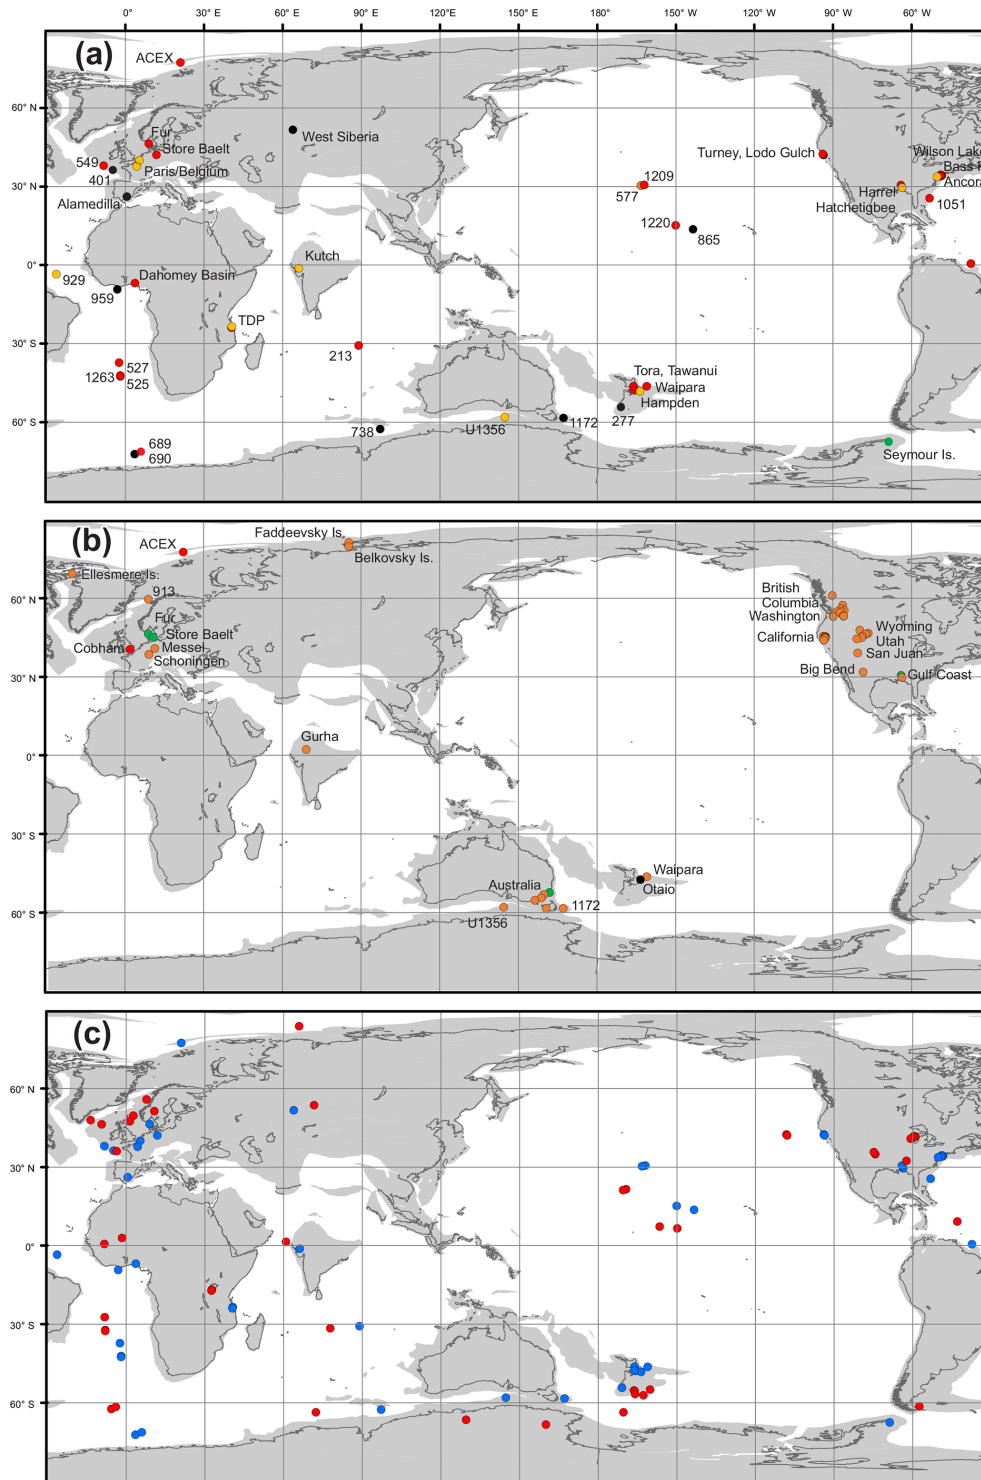 0° 30° E 60° E 90° E 120° E 150° E 180° 150° W 120° W 90° W 60° W
(a)
ACEX
60° N
Fur
West Siberia
Store Baelt
549
401
Paris/Belgium
Turney, Lodo Gulch
Wilson Lake
Bass
Ancora
30° N
Alamedilla
1209
577
Harrel
Hatchetigbee
1051
1220
865
0°
929
Dahomey Basin
959
Kutch
TDP
30° S
527
1263
525
213
Tora, Tawanui
Waipara
Hampden
60° S
738
U1356
1172
277
689
690
Seymour Is.
(b)
ACEX
Faddeevsky Is.
Belkovsky Is.
Ellesmere Is.
913
60° N
Fur
Store Baelt
Cobham
Messel
Schoningen
British
Columbia
Washington
California
Wyoming
Utah
San Juan
Big Bend
Gulf Coast
30° N
Gurha
0°
30° S
Australia
Waipara
Otaio
60° S
U1356
1172
(c)
60° N
30° N
0°
30° S
60° S